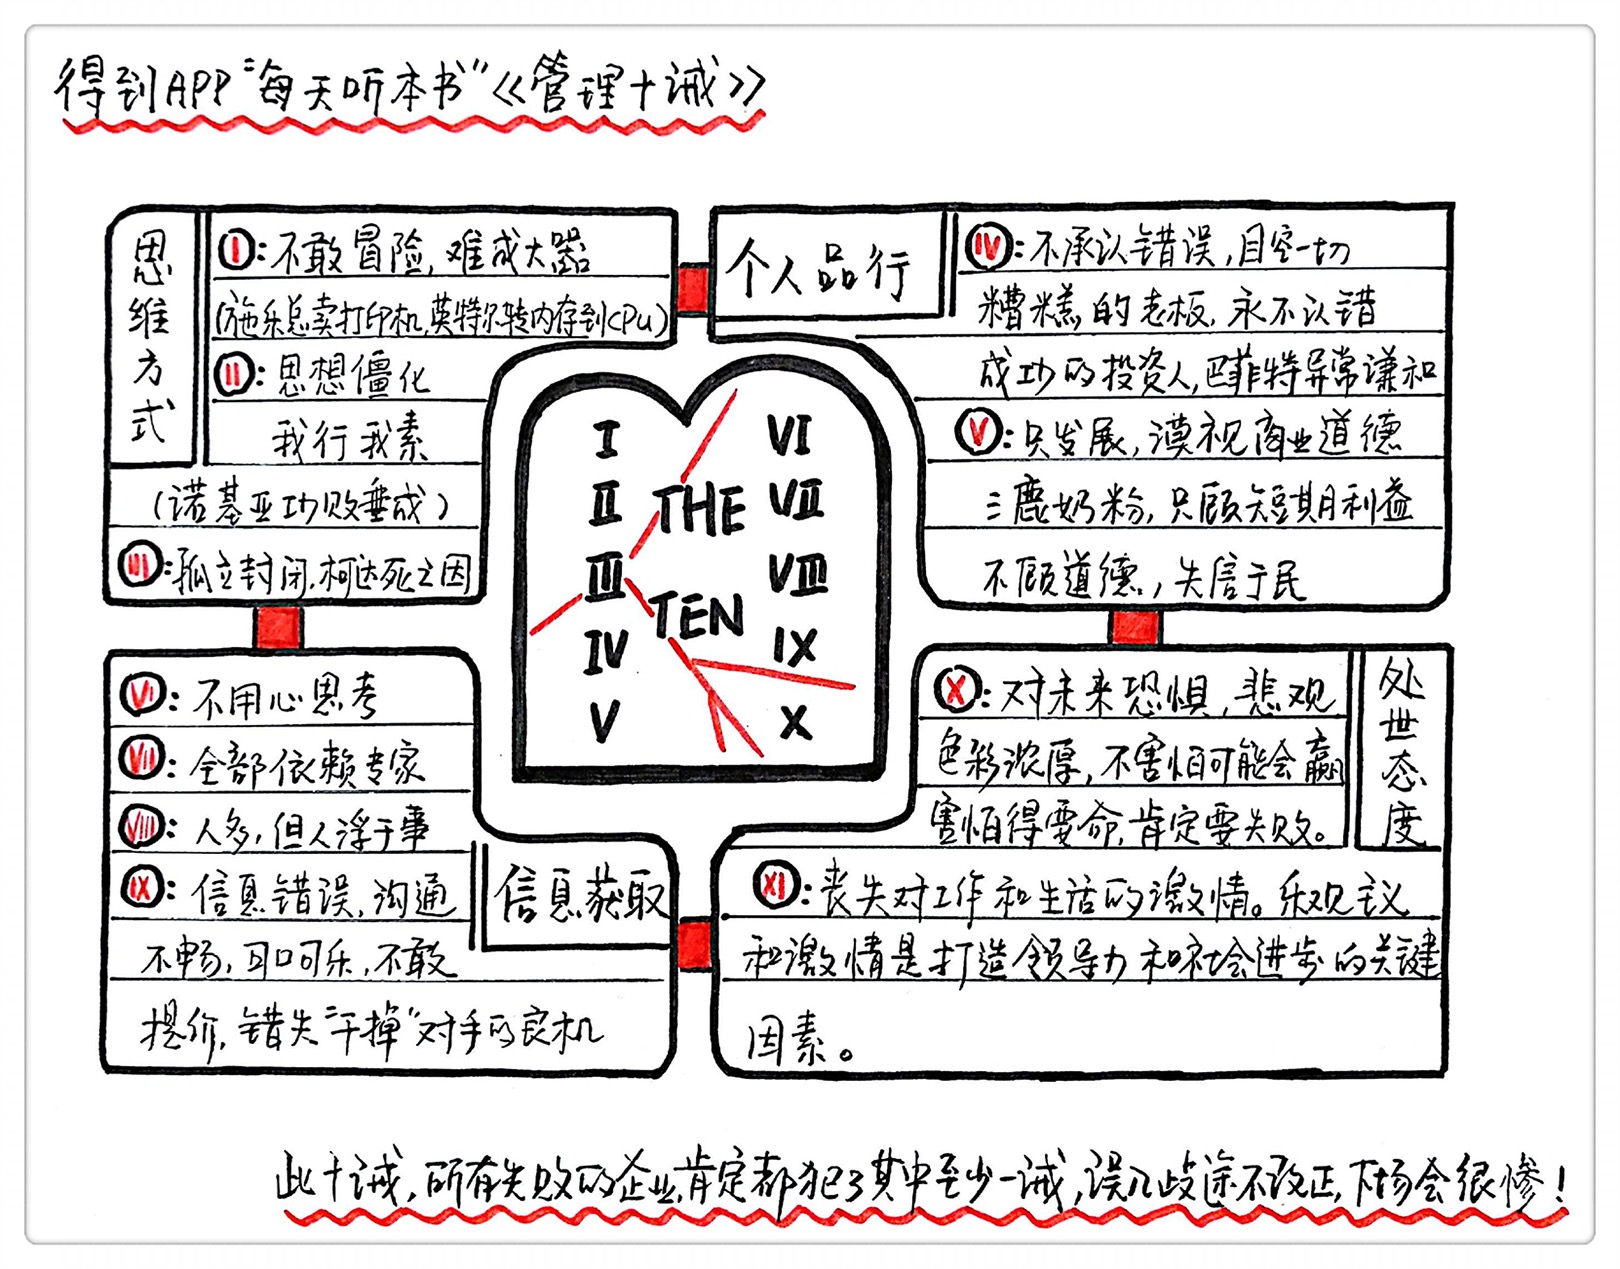 得到APP“每天听本书”《管理十诫》
思维方式
Ⅰ:不敢冒险,难成大器
(施乐总卖打印机,英特尔转内存到CPU)
Ⅱ:思想僵化
我行我素
(诺基亚功败垂成)
Ⅲ:孤立封闭,柯达死之因
个人品行
Ⅳ:不承认错误,目空一切
糟糕的老板,永不认错
成功的投资人,巴菲特异常谦和
Ⅴ:只发展,漠视商业道德
三鹿奶粉,只顾短期利益
不顾道德,失信于民
Ⅰ
Ⅱ
Ⅲ
Ⅳ
Ⅴ
THE
TEN
Ⅵ
Ⅶ
Ⅷ
Ⅸ
Ⅹ
Ⅵ:不用心思考
Ⅶ:全部依赖专家
Ⅷ:人多,但人浮于事
Ⅸ:信息错误,沟通
不畅,可口可乐,不敢
提价,错失“干掉”对手的良机
信息获取
Ⅹ:对未来恐惧,悲观
色彩浓厚,不害怕可能会赢
害怕得要命,肯定要失败。
处世态度
Ⅺ:丧失对工作和生活的激情。乐观主义
和激情是打造领导力和社会进步的关键
因素。
此十诫,所有失败的企业,肯定都犯了其中至少一诫,误入歧途不改正,下场会很惨!